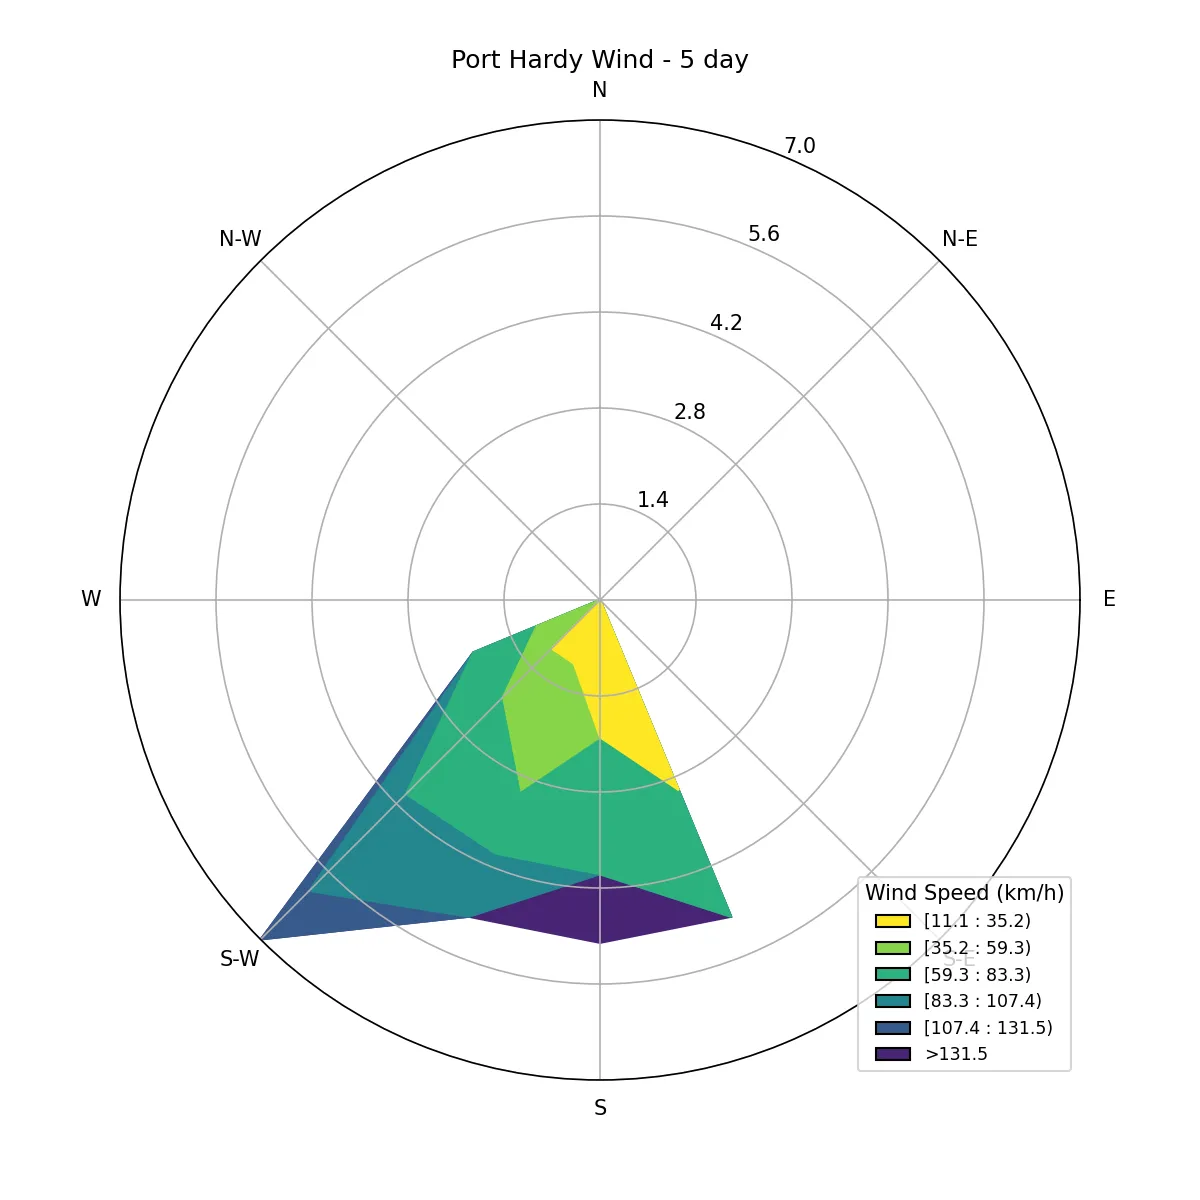 Port Hardy Wind - 5 day
N
7.0
N-W
5.6
N-E
4.2
2.8
1.4
W
E
Wind Speed (km/h)
[11.1 : 35.2)
[35.2 : 59.3)
S-W
S-E
[59.3 : 83.3)
[83.3 : 107.4)
[107.4 : 131.5)
>131.5
S